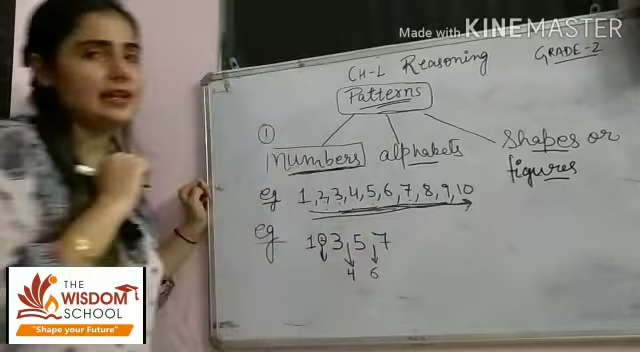 Made with KINEMASTER
CH-1 Reasoning
GRADE-2
Patterns
①
numbers alphabets shapes or
figures
eg 1, 2, 3, 4, 5, 6, 7, 8, 9, 10
eg 1 3, 5, 7
4 6
THE
WISDOM
SCHOOL
"Shape your Future"